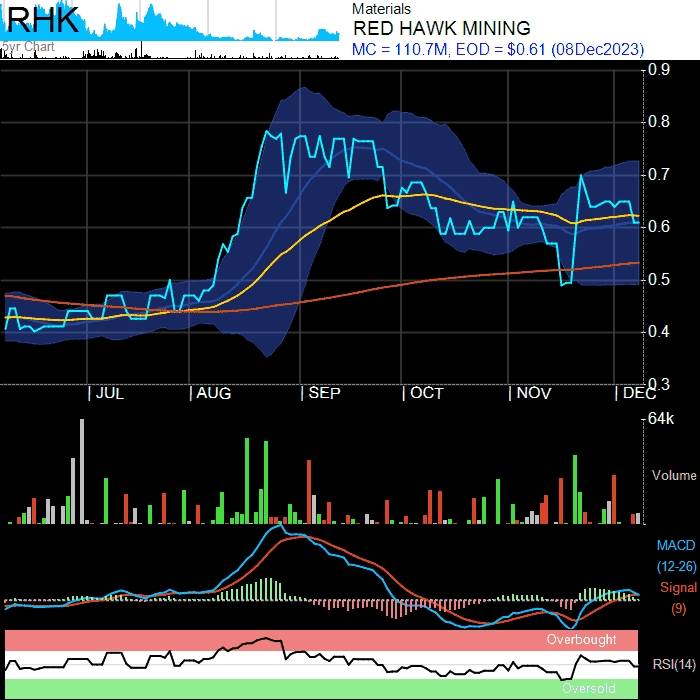 RHK
5yr Chart
Materials
RED HAWK MINING
MC = 110.7M, EOD = $0.61 (08Dec2023)
0.9
0.8
0.7
0.6
0.5
0.4
0.3
JUL AUG SEP OCT NOV DEC
64k
Volume
MACD
(12-26)
Signal
(9)
Overbought
RSI(14)
Oversold